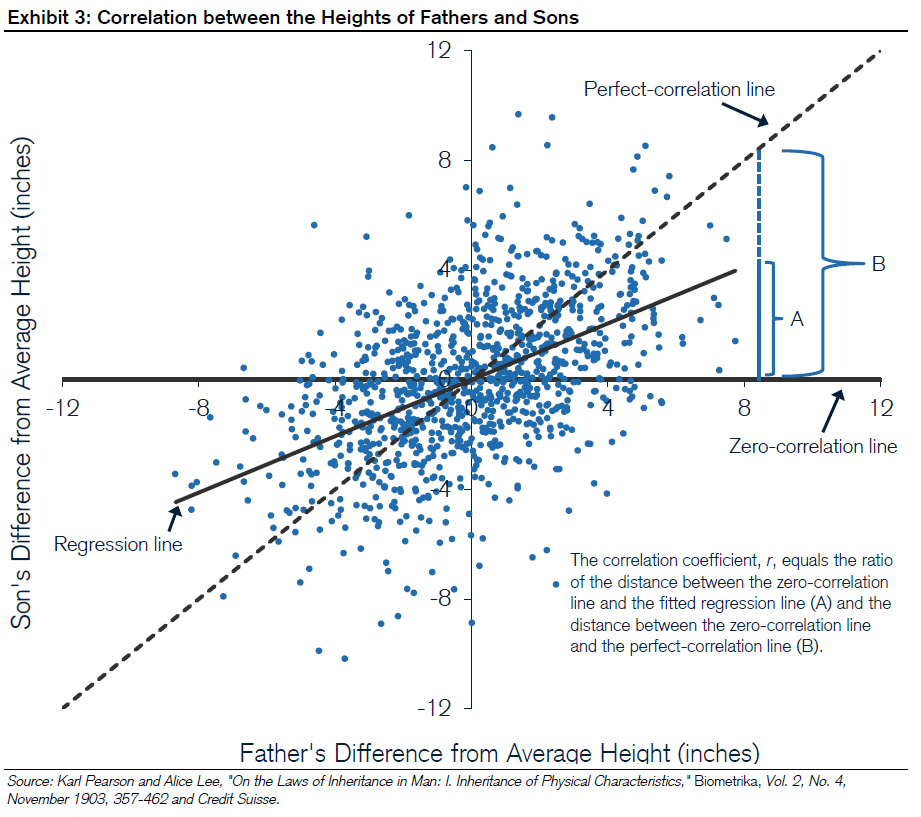 Exhibit 3: Correlation between the Heights of Fathers and Sons
12
Perfect-correlation line
8
B
4
A
-12
-8
-4
0
0
4
8
12
Zero-correlation line
-4
Regression line
The correlation coefficient, r, equals the ratio
of the distance between the zero-correlation
line and the fitted regression line (A) and the
distance between the zero-correlation line
and the perfect-correlation line (B).
-8
-12
Son's Difference from Average Height (inches)
Father's Difference from Average Height (inches)
Source: Karl Pearson and Alice Lee, "On the Laws of Inheritance in Man: I. Inheritance of Physical Characteristics," Biometrika, Vol. 2, No. 4,
November 1903, 357-462 and Credit Suisse.